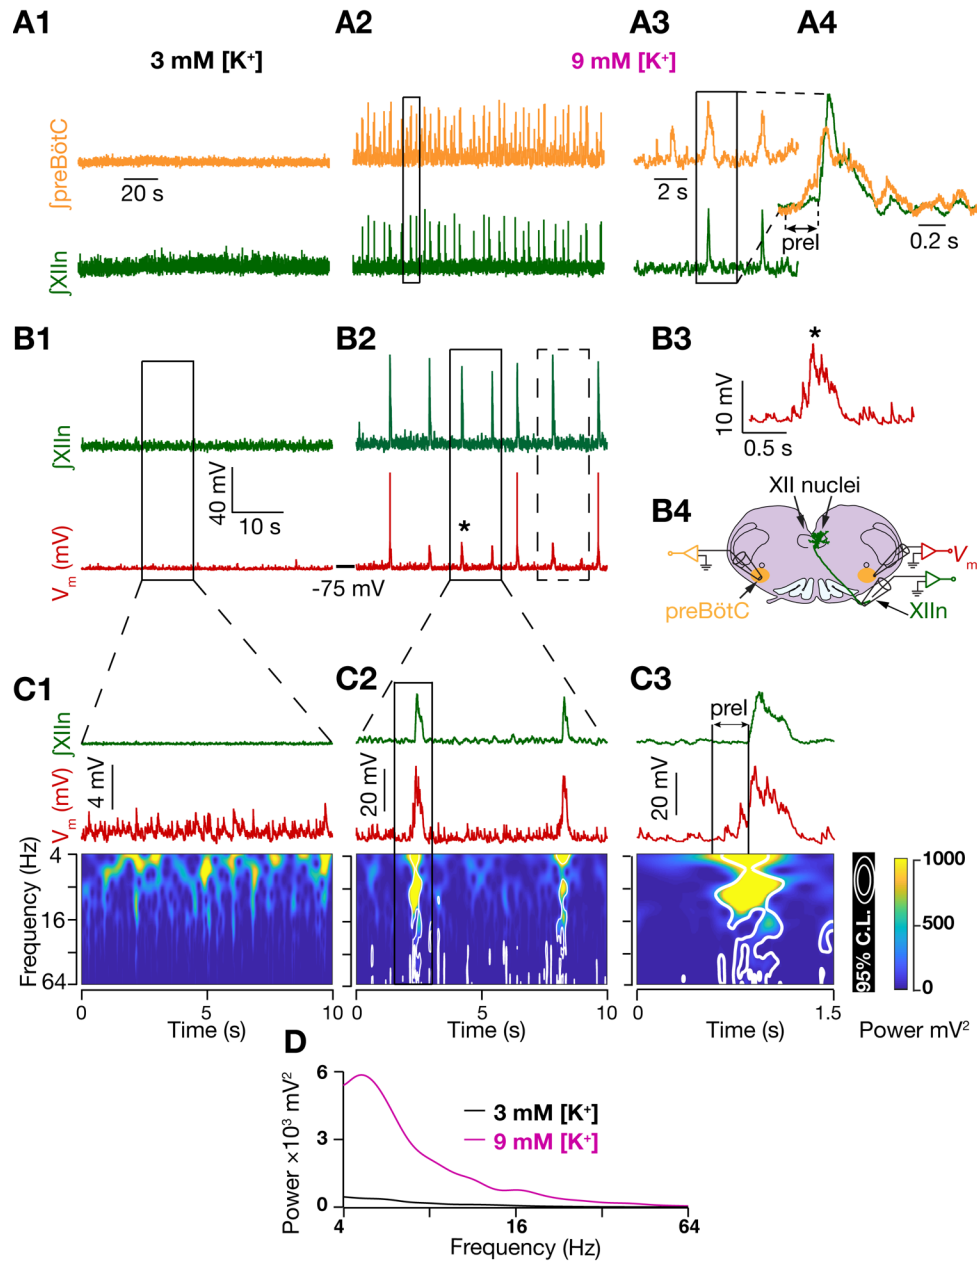 A1 A2 A3 A4
3 mM [K⁺] 9 mM [K⁺]
∫preBötC
20 s 2 s
preI 0.2 s
∫XIIn
B1 B2 B3
*
10 mV
0.5 s
∫XIIn
40 mV
10 s
XII nuclei
B4
*
Vm (mV)
-75 mV
Vm
preBötC XIIn
C1 C2 C3
preI
∫XIIn
4 mV 20 mV 20 mV
Vm (mV)
Frequency (Hz)
4
16
64
95% C.L.
1000
500
0
0 5 10 0 5 10 0 1.5
Time (s) Time (s) Time (s) Power mV²
D
Power ×10³ mV²
6
3
0
3 mM [K⁺]
9 mM [K⁺]
4 16 64
Frequency (Hz)